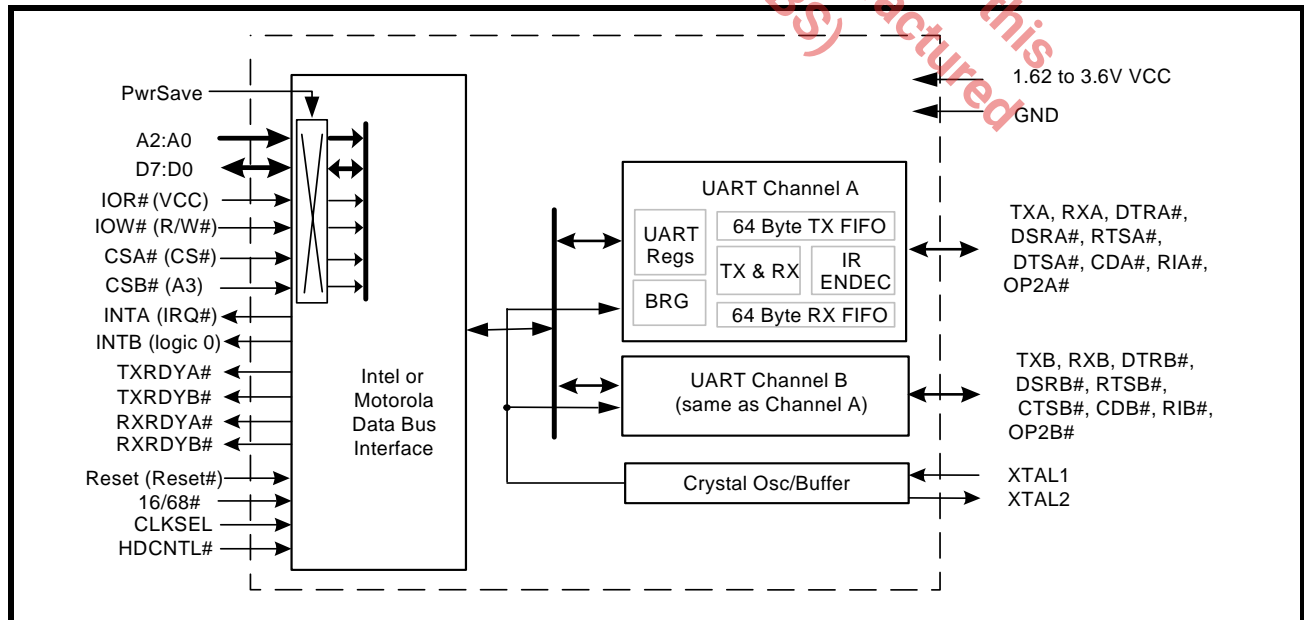 this
actured
BS)
PwrSave
A2:A0
D7:D0
IOR# (VCC)
IOW# (R/W#)
CSA# (CS#)
CSB# (A3)
INTA (IRQ#)
INTB (logic 0)
TXRDYA#
TXRDYB#
RXRDYA#
RXRDYB#
Reset (Reset#)
16/68#
CLKSEL
HDCNTL#
Intel or
Motorola
Data Bus
Interface
UART Channel A
UART
Regs
BRG
64 Byte TX FIFO
TX & RX
IR
ENDEC
64 Byte RX FIFO
UART Channel B
(same as Channel A)
Crystal Osc/Buffer
1.62 to 3.6V VCC
GND
TXA, RXA, DTRA#,
DSRA#, RTSA#,
DTSA#, CDA#, RIA#,
OP2A#
TXB, RXB, DTRB#,
DSRB#, RTSB#,
CTSB#, CDB#, RIB#,
OP2B#
XTAL1
XTAL2